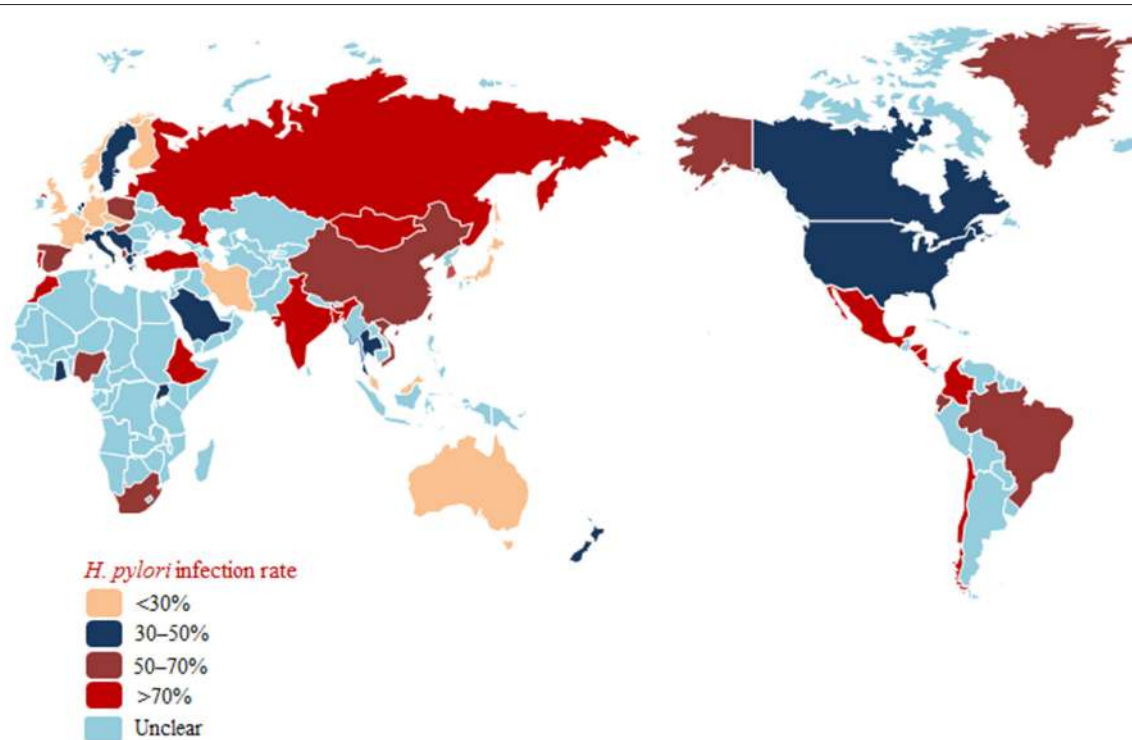 H. pylori infection rate
<30%
30–50%
50–70%
>70%
Unclear